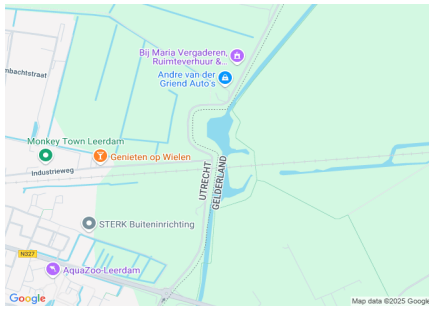 Bij Maria Vergaderen,
Ruimteverhuur &...
Andre van der
Griend Auto's
mbachtstraat
Monkey Town Leerdam
Genieten op Wielen
Industrieweg
UTRECHT
GELDERLAND
STERK Buiteninrichting
N327
AquaZoo-Leerdam
Google
Map data ©2025 Google